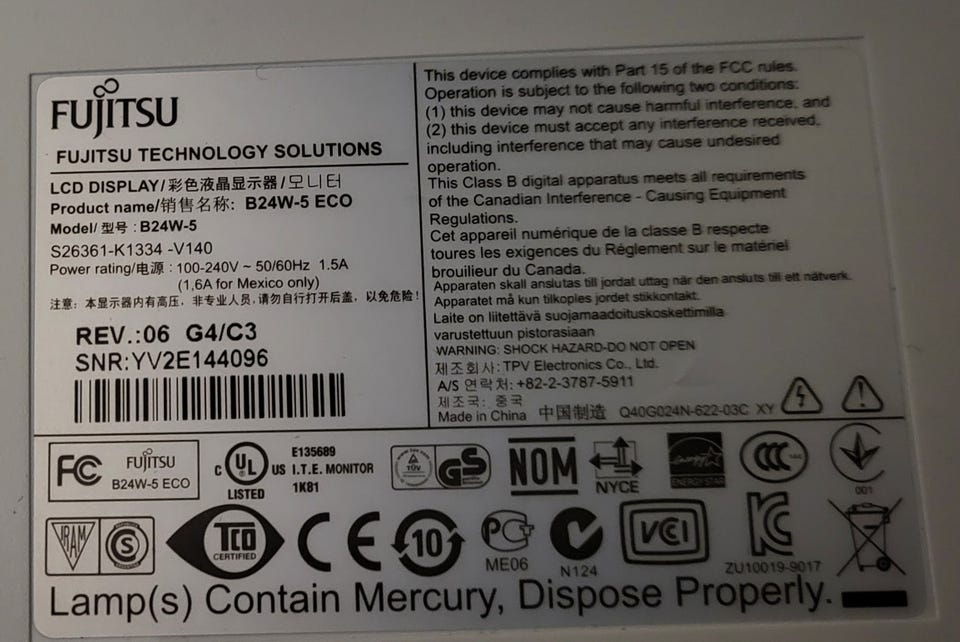 FUJITSU
FUJITSU TECHNOLOGY SOLUTIONS
LCD DISPLAY/彩色液晶显示器/모니터
Product name/销售名称: B24W-5 ECO
Model/ 型号 : B24W-5
S26361-K1334 -V140
Power rating/电源 : 100-240V ~ 50/60Hz 1.5A
(1,6A for Mexico only)
注意: 本显示器内有高压, 非专业人员,请勿自行打开后盖, 以免危险!
REV.:06 G4/C3
SNR:YV2E144096
This device complies with Part 15 of the FCC rules.
Operation is subject to the following two conditions:
(1) this device may not cause harmful interference, and
(2) this device must accept any interference received,
including interference that may cause undesired
operation.
This Class B digital apparatus meets all requirements
of the Canadian Interference - Causing Equipment
Regulations.
Cet appareil numérique de la classe B respecte
toures les exigences du Réglement sur le matériel
brouilieur du Canada.
Apparaten skall anslutas till jordat uttag när den ansluts till ett nätverk.
Apparatet må kun tilkoples jordet stikkontakt.
Laite on liitettävä suojamaadoituskoskettimilla
varustettuun pistorasiaan
WARNING: SHOCK HAZARD-DO NOT OPEN
제조회사: TPV Electronics Co., Ltd.
A/S 연락처: +82-2-3787-5911
제조국: 중국
Made in China 中国制造 Q40G024N-622-03C XY
FC FUJITSU
B24W-5 ECO
C UL US
LISTED
E135689
I.T.E. MONITOR
1K81
TÜV GS
NOM
NYCE
ENERGY STAR
CCC
001
IRAM
S
TCO
CERTIFIED
CE
10
PCT
ME06
N124
VCCI
KC
ZU10019-9017
Lamp(s) Contain Mercury, Dispose Properly.